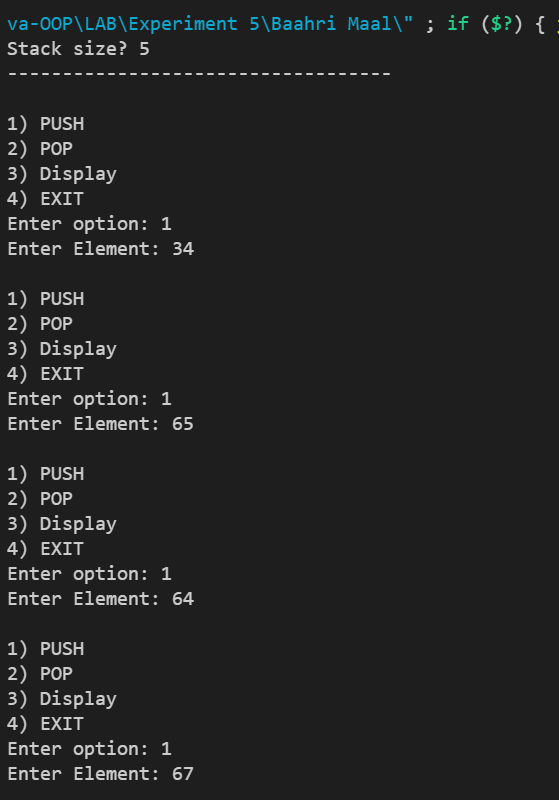 va-OOP\LAB\Experiment 5\Baahri Maal\" ; if ($?) {
Stack size? 5
-----------------------------------
1) PUSH
2) POP
3) Display
4) EXIT
Enter option: 1
Enter Element: 34
1) PUSH
2) POP
3) Display
4) EXIT
Enter option: 1
Enter Element: 65
1) PUSH
2) POP
3) Display
4) EXIT
Enter option: 1
Enter Element: 64
1) PUSH
2) POP
3) Display
4) EXIT
Enter option: 1
Enter Element: 67